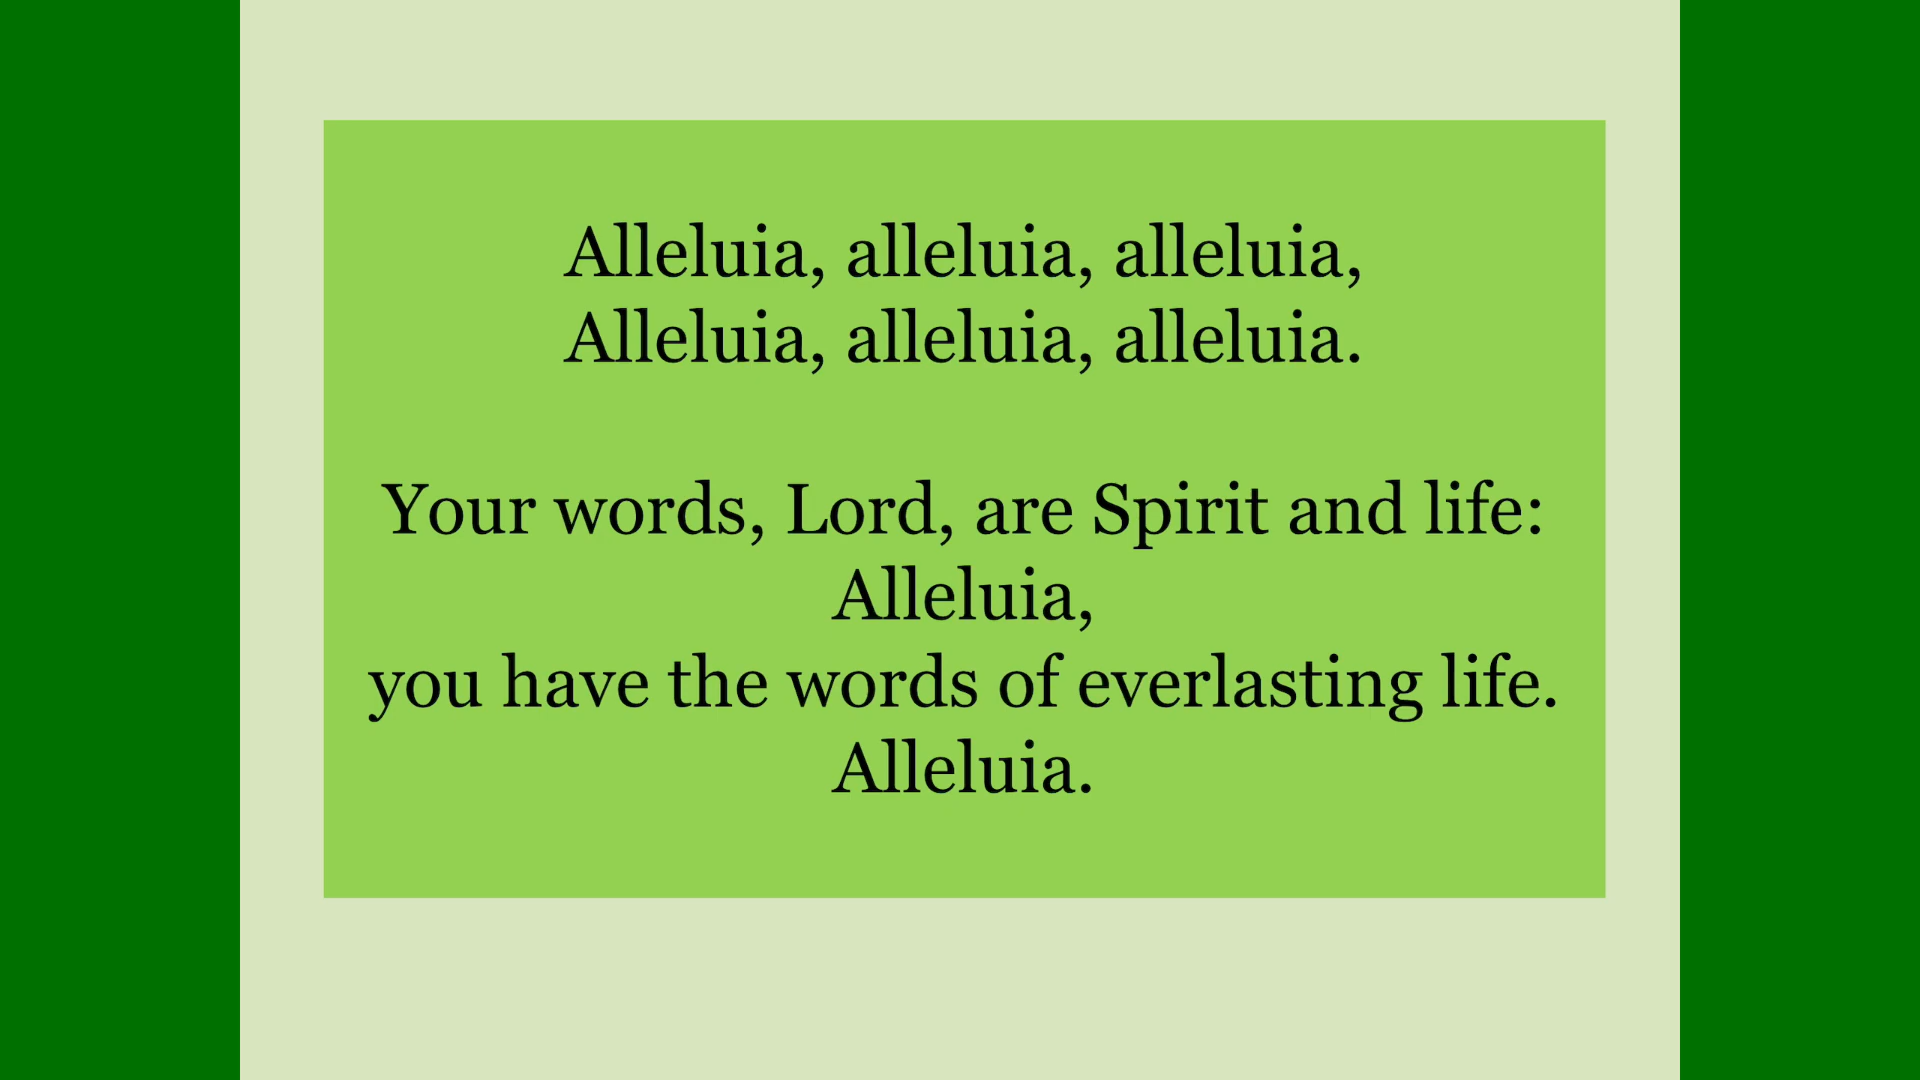 Alleluia, alleluia, alleluia,
Alleluia, alleluia, alleluia.
Your words, Lord, are Spirit and life:
Alleluia,
you have the words of everlasting life.
Alleluia.